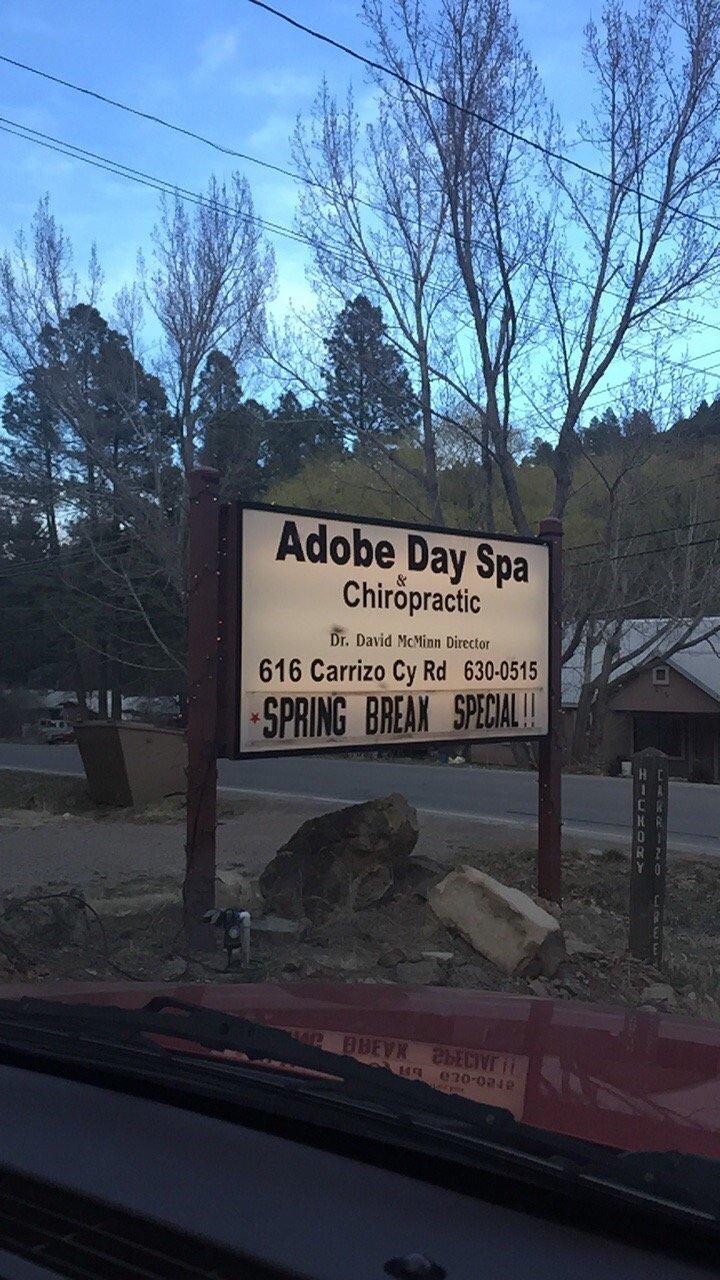 Adobe Day Spa
&
Chiropractic
Dr. David McMinn Director
616 Carrizo Cy Rd 630-0515
SPRING BREAK SPECIAL!!
HICKORY
CARRIZO CREE